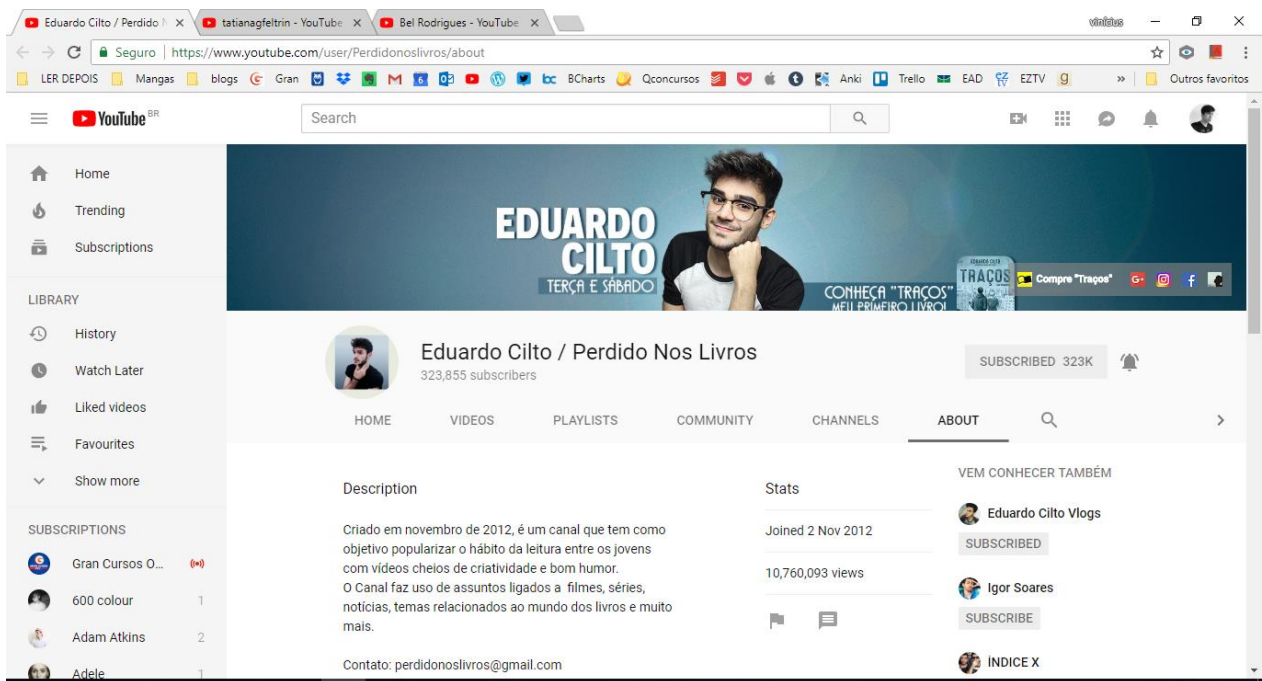 Eduardo Cilto / Perdido N
tatianagfeltrin - YouTube
Bel Rodrigues - YouTube
vinicius
Seguro
https://www.youtube.com/user/Perdidonoslivros/about
LER DEPOIS
Mangas
blogs
Gran
BCharts
Qconcursos
Anki
Trello
EAD
EZTV
Outros favoritos
YouTube BR
Search
Home
Trending
Subscriptions
LIBRARY
History
Watch Later
Liked videos
Favourites
Show more
SUBSCRIPTIONS
Gran Cursos O...
600 colour 1
Adam Atkins 2
Adele 1
EDUARDO
CILTO
TERÇA E SÁBADO
CONHEÇA "TRAÇOS"
MEU PRIMEIRO LIVRO!
EDUARDO CILTO
TRAÇOS
Compre "Traços"
Eduardo Cilto / Perdido Nos Livros
323,855 subscribers
SUBSCRIBED 323K
HOME VIDEOS PLAYLISTS COMMUNITY CHANNELS ABOUT
Description
Criado em novembro de 2012, é um canal que tem como
objetivo popularizar o hábito da leitura entre os jovens
com vídeos cheios de criatividade e bom humor.
O Canal faz uso de assuntos ligados a filmes, séries,
notícias, temas relacionados ao mundo dos livros e muito
mais.
Contato: perdidonoslivros@gmail.com
Stats
Joined 2 Nov 2012
10,760,093 views
VEM CONHECER TAMBÉM
Eduardo Cilto Vlogs
SUBSCRIBED
Igor Soares
SUBSCRIBE
ÍNDICE X